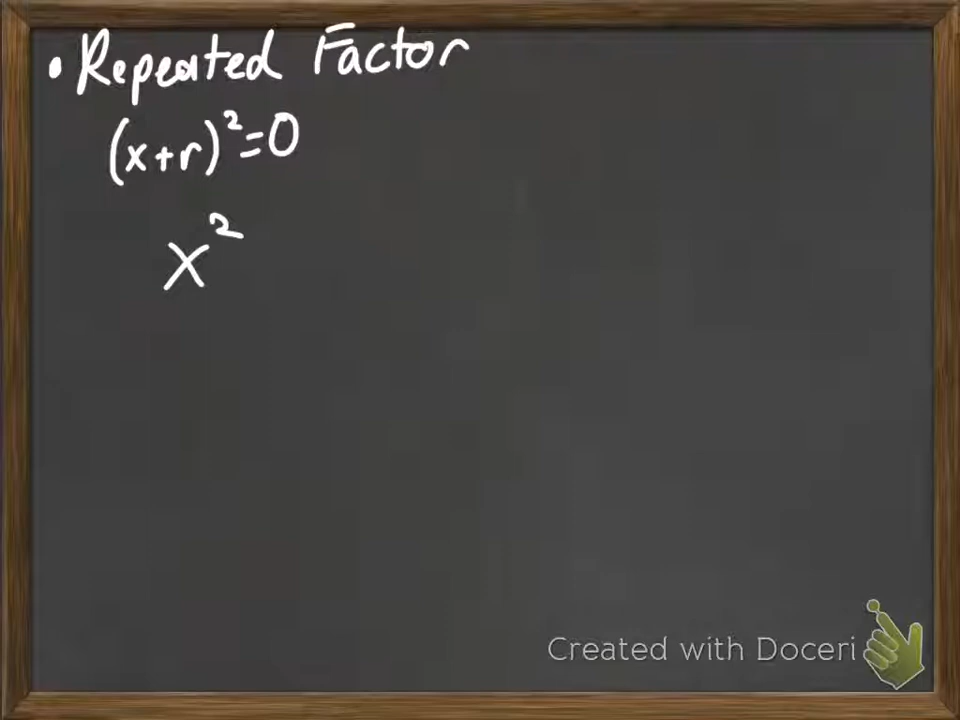 • Repeated Factor
(x+r)²=0
x²
Created with Doceri